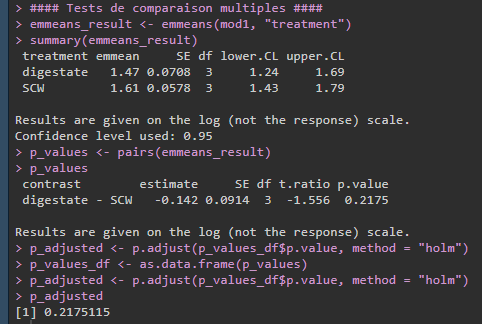 > #### Tests de comparaison multiples ####
> emmeans_result <- emmeans(mod1, "treatment")
> summary(emmeans_result)
treatment emmean SE df lower.CL upper.CL
digestate 1.47 0.0708 3 1.24 1.69
SCW 1.61 0.0578 3 1.43 1.79
Results are given on the log (not the response) scale.
Confidence level used: 0.95
> p_values <- pairs(emmeans_result)
> p_values
contrast estimate SE df t.ratio p.value
digestate - SCW -0.142 0.0914 3 -1.556 0.2175
Results are given on the log (not the response) scale.
> p_adjusted <- p.adjust(p_values_df$p.value, method = "holm")
> p_values_df <- as.data.frame(p_values)
> p_adjusted <- p.adjust(p_values_df$p.value, method = "holm")
> p_adjusted
[1] 0.2175115